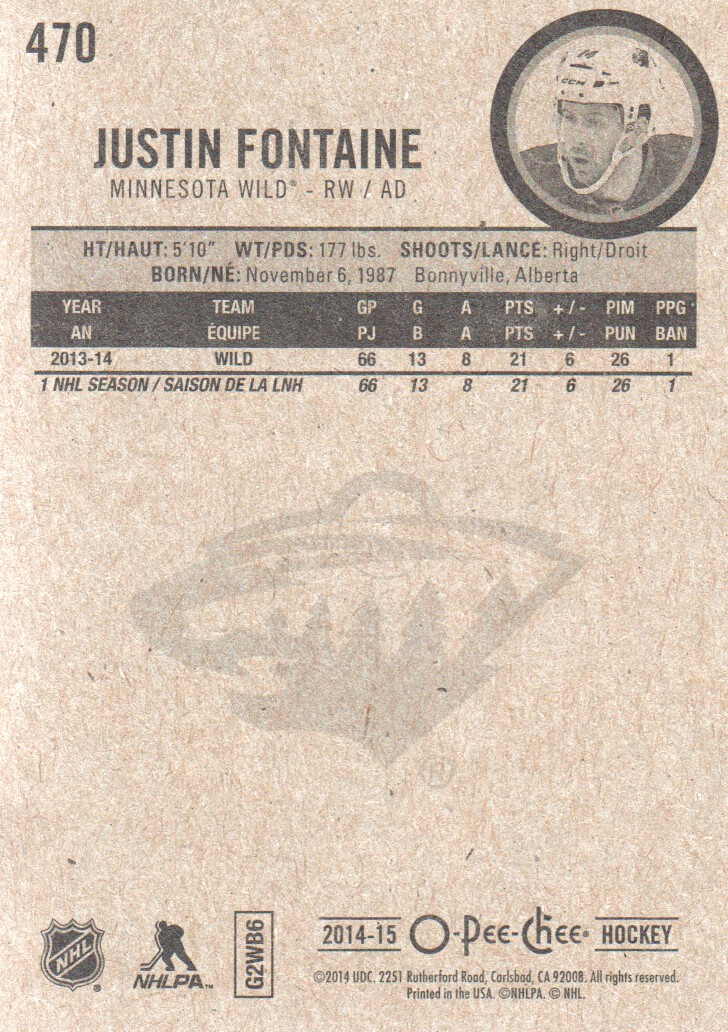 470
JUSTIN FONTAINE
MINNESOTA WILD® - RW / AD
HT/HAUT: 5'10" WT/PDS: 177 lbs. SHOOTS/LANCE: Right/Droit
BORN/NÉ: November 6, 1987 Bonnyville, Alberta
YEAR TEAM GP G A PTS +/- PIM PPG
AN ÉQUIPE PJ B A PTS +/- PUN BAN
2013-14 WILD 66 13 8 21 6 26 1
1 NHL SEASON / SAISON DE LA LNH 66 13 8 21 6 26 1
®
NHL®
NHLPA™
G2WB6
2014-15 O-Pee-Chee® HOCKEY
©2014 UDC. 2251 Rutherford Road, Carlsbad, CA 92008. All rights reserved.
Printed in the USA. ©NHLPA. © NHL.